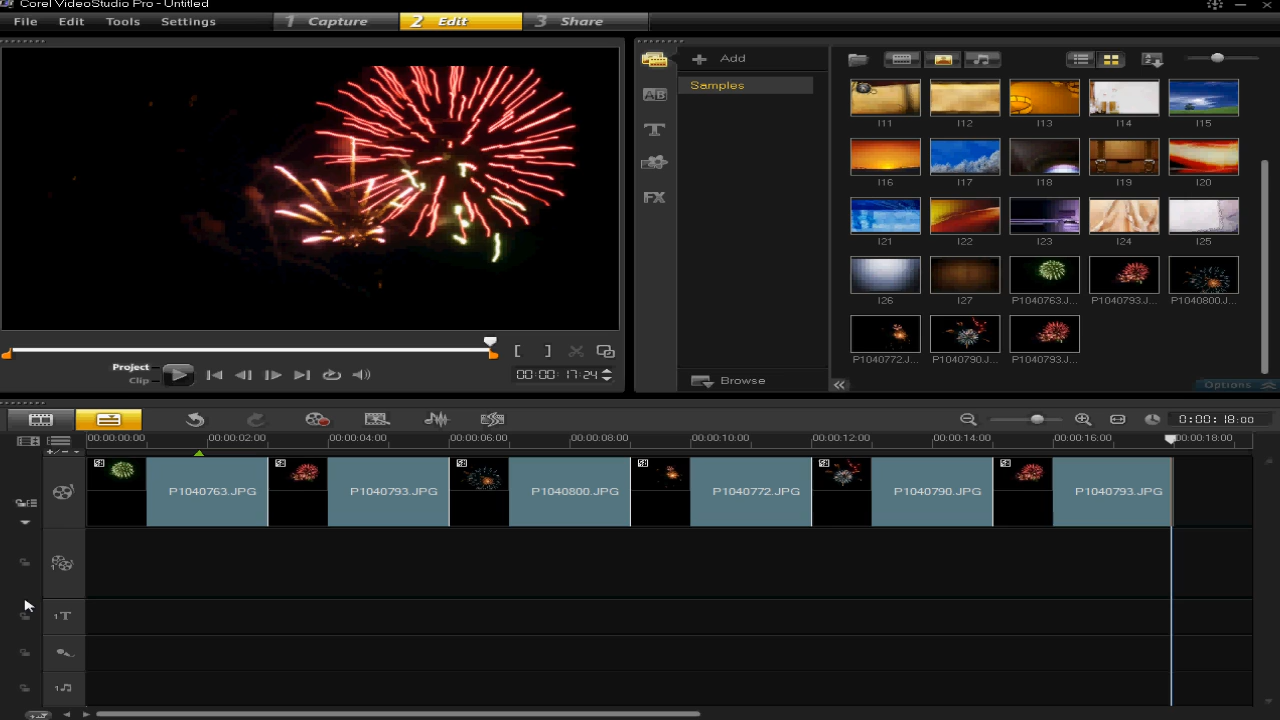 Corel VideoStudio Pro - Untitled
File Edit Tools Settings 1 Capture 2 Edit 3 Share
Add
Samples
I11 I12 I13 I14 I15
I16 I17 I18 I19 I20
I21 I22 I23 I24 I25
I26 I27 P1040763.J... P1040793.J... P1040800.J...
P1040772.J... P1040790.J... P1040793.J...
AB
T
FX
Browse
Options
Project
Clip
00:00:17:24
0:00:18:00
00:00:00:00 00:00:02:00 00:00:04:00 00:00:06:00 00:00:08:00 00:00:10:00 00:00:12:00 00:00:14:00 00:00:16:00 00:00:18:00
P1040763.JPG P1040793.JPG P1040800.JPG P1040772.JPG P1040790.JPG P1040793.JPG
1T
1